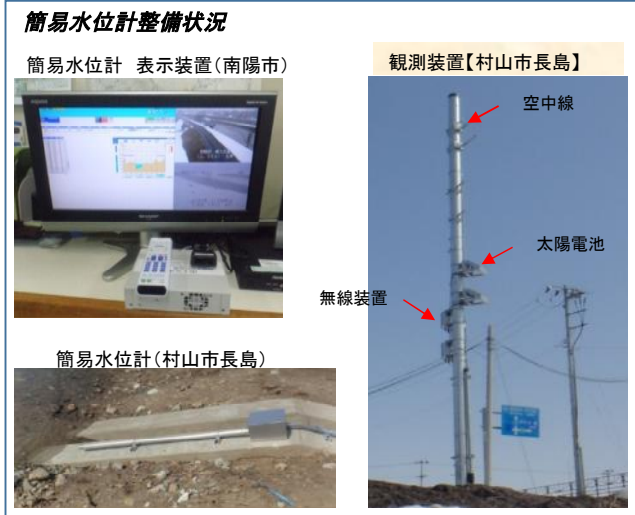 簡易水位計整備状況
簡易水位計 表示装置(南陽市)
観測装置【村山市長島】
空中線
太陽電池
無線装置
簡易水位計(村山市長島)